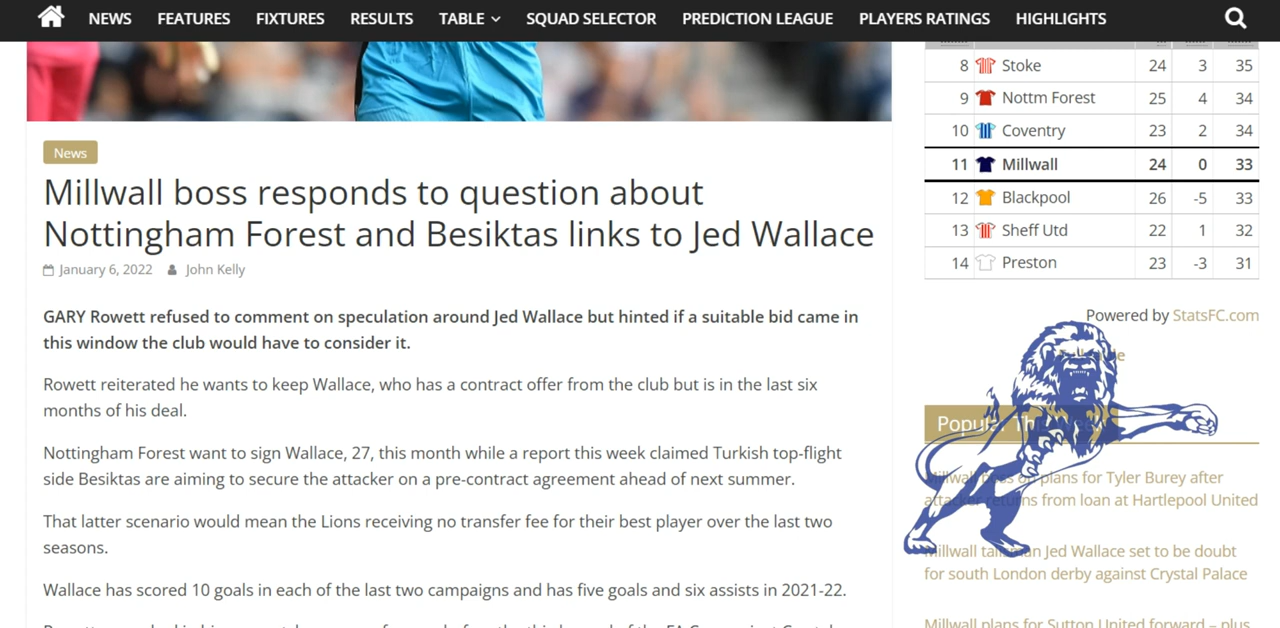 NEWS FEATURES FIXTURES RESULTS TABLE SQUAD SELECTOR PREDICTION LEAGUE PLAYERS RATINGS HIGHLIGHTS
News
Millwall boss responds to question about
Nottingham Forest and Besiktas links to Jed Wallace
January 6, 2022 John Kelly
GARY Rowett refused to comment on speculation around Jed Wallace but hinted if a suitable bid came in
this window the club would have to consider it.
Rowett reiterated he wants to keep Wallace, who has a contract offer from the club but is in the last six
months of his deal.
Nottingham Forest want to sign Wallace, 27, this month while a report this week claimed Turkish top-flight
side Besiktas are aiming to secure the attacker on a pre-contract agreement ahead of next summer.
That latter scenario would mean the Lions receiving no transfer fee for their best player over the last two
seasons.
Wallace has scored 10 goals in each of the last two campaigns and has five goals and six assists in 2021-22.
8 Stoke 24 3 35
9 Nottm Forest 25 4 34
10 Coventry 23 2 34
11 Millwall 24 0 33
12 Blackpool 26 -5 33
13 Sheff Utd 22 1 32
14 Preston 23 -3 31
Powered by StatsFC.com
Millwall boss on plans for Tyler Burey after
attacker returns from loan at Hartlepool United
Millwall talisman Jed Wallace set to be doubt
for south London derby against Crystal Palace
Millwall plans for Sutton United forward – plus